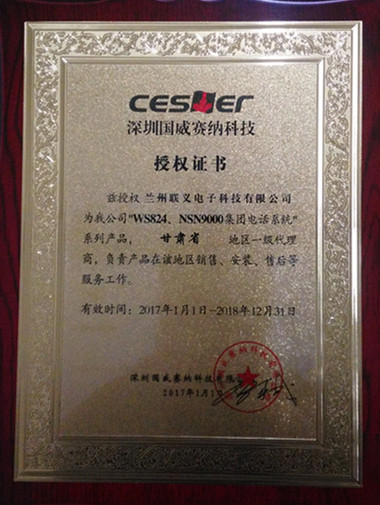 CESHER
深圳国威赛纳科技
授权证书
兹授权 兰州联义电子科技有限公司
为我公司"WS824、NSN9000集团电话系统"
系列产品， 甘肃省 地区一级代理
商，负责产品在该地区销售、安装、售后等
服务工作。
有效时间：2017年1月1日-2018年12月31日
深圳国威赛纳科技有限
2017年1月1日